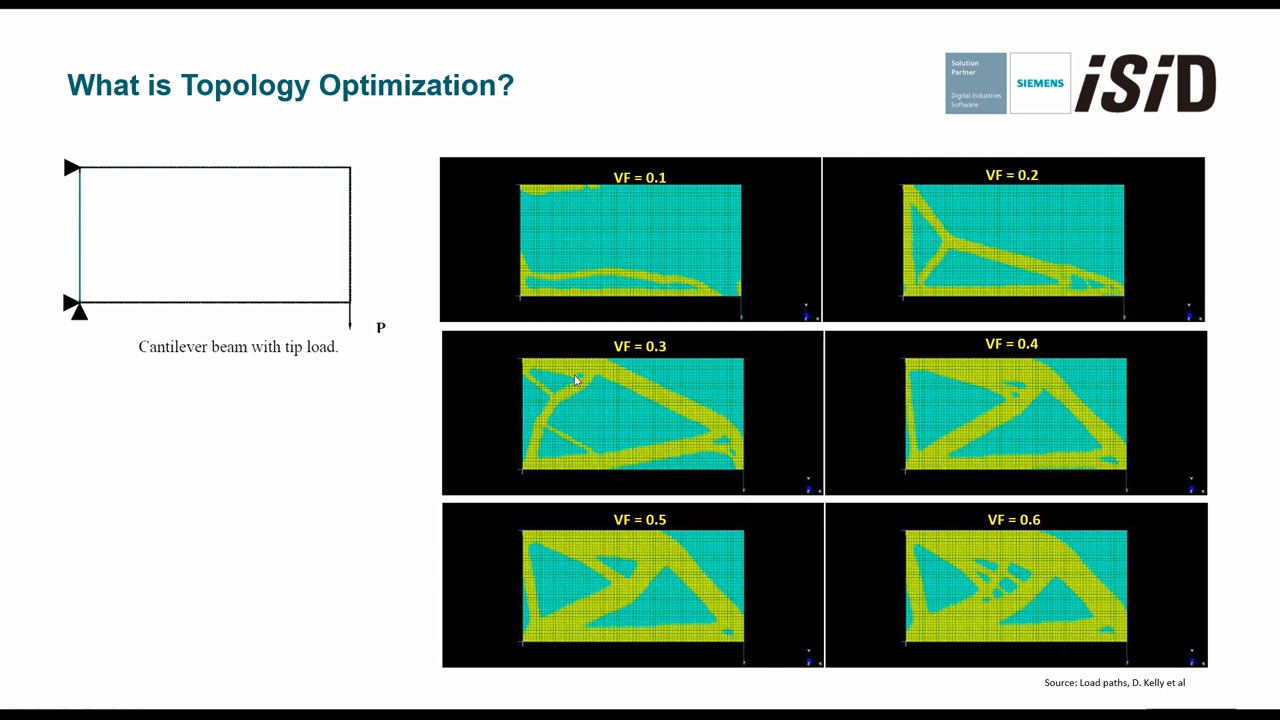 What is Topology Optimization?
Solution
Partner
Digital Industries
Software
SIEMENS
iSiD
P
Cantilever beam with tip load.
VF = 0.1
VF = 0.2
VF = 0.3
VF = 0.4
VF = 0.5
VF = 0.6
Source: Load paths, D. Kelly et al